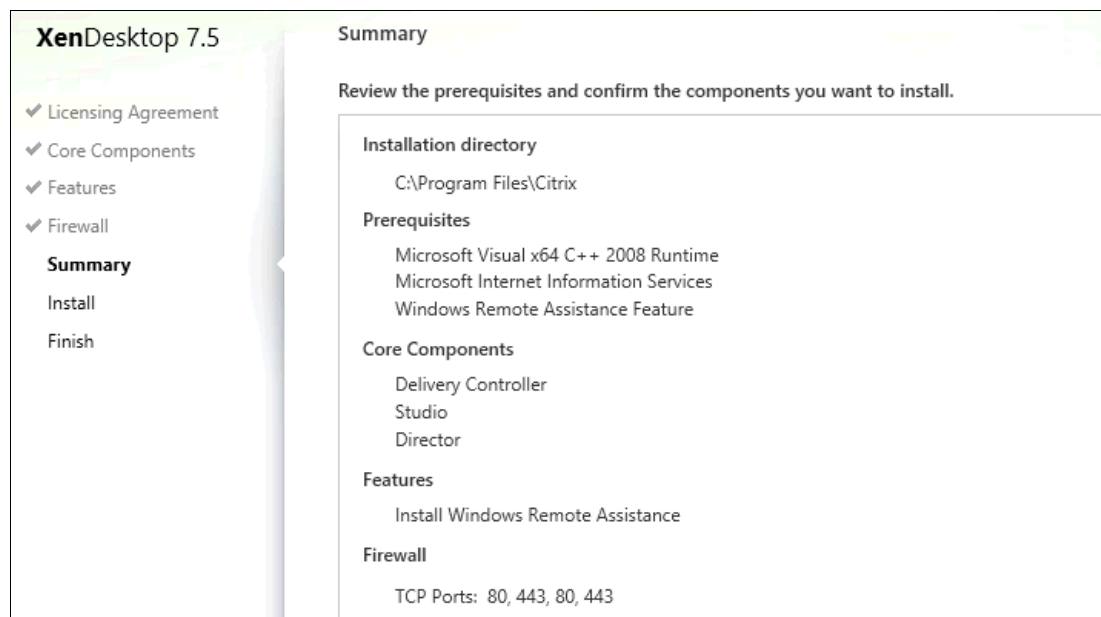 XenDesktop 7.5
Licensing Agreement
Core Components
Features
Firewall
Summary
Install
Finish
Summary
Review the prerequisites and confirm the components you want to install.
Installation directory
C:\Program Files\Citrix
Prerequisites
Microsoft Visual x64 C++ 2008 Runtime
Microsoft Internet Information Services
Windows Remote Assistance Feature
Core Components
Delivery Controller
Studio
Director
Features
Install Windows Remote Assistance
Firewall
TCP Ports: 80, 443, 80, 443